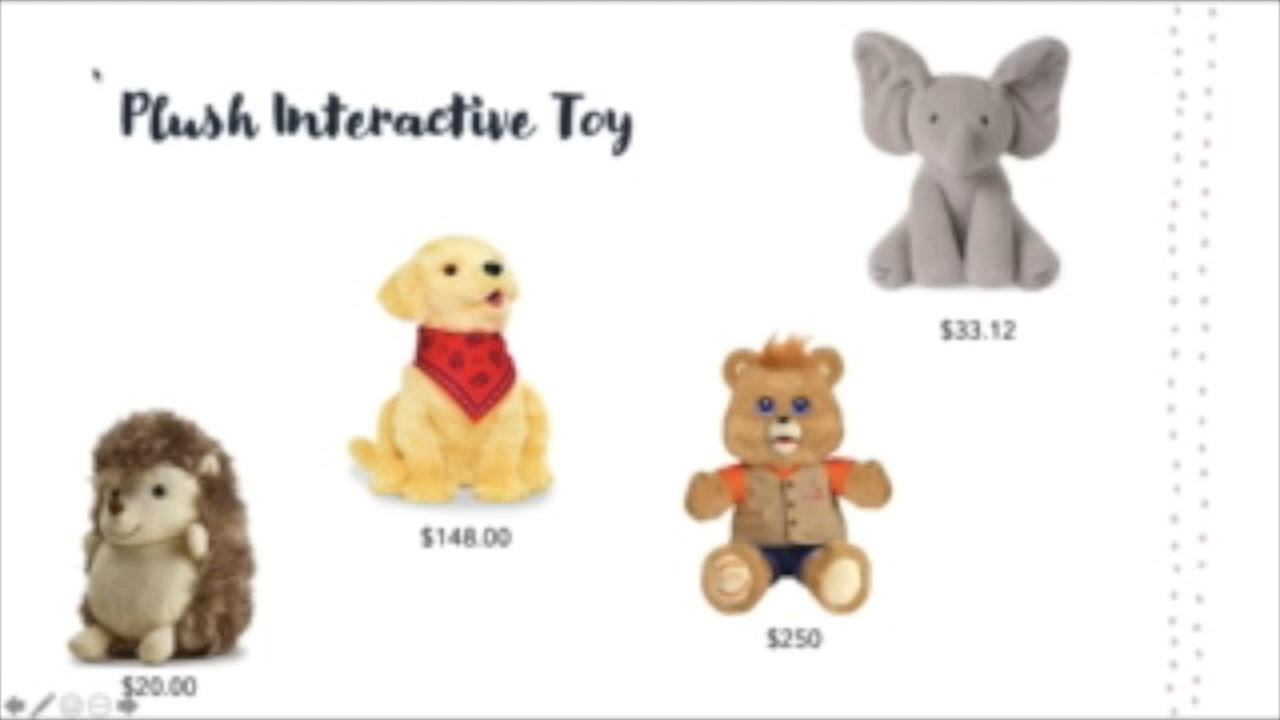 Plush Interactive Toy
$33.12
$148.00
$250
$20.00